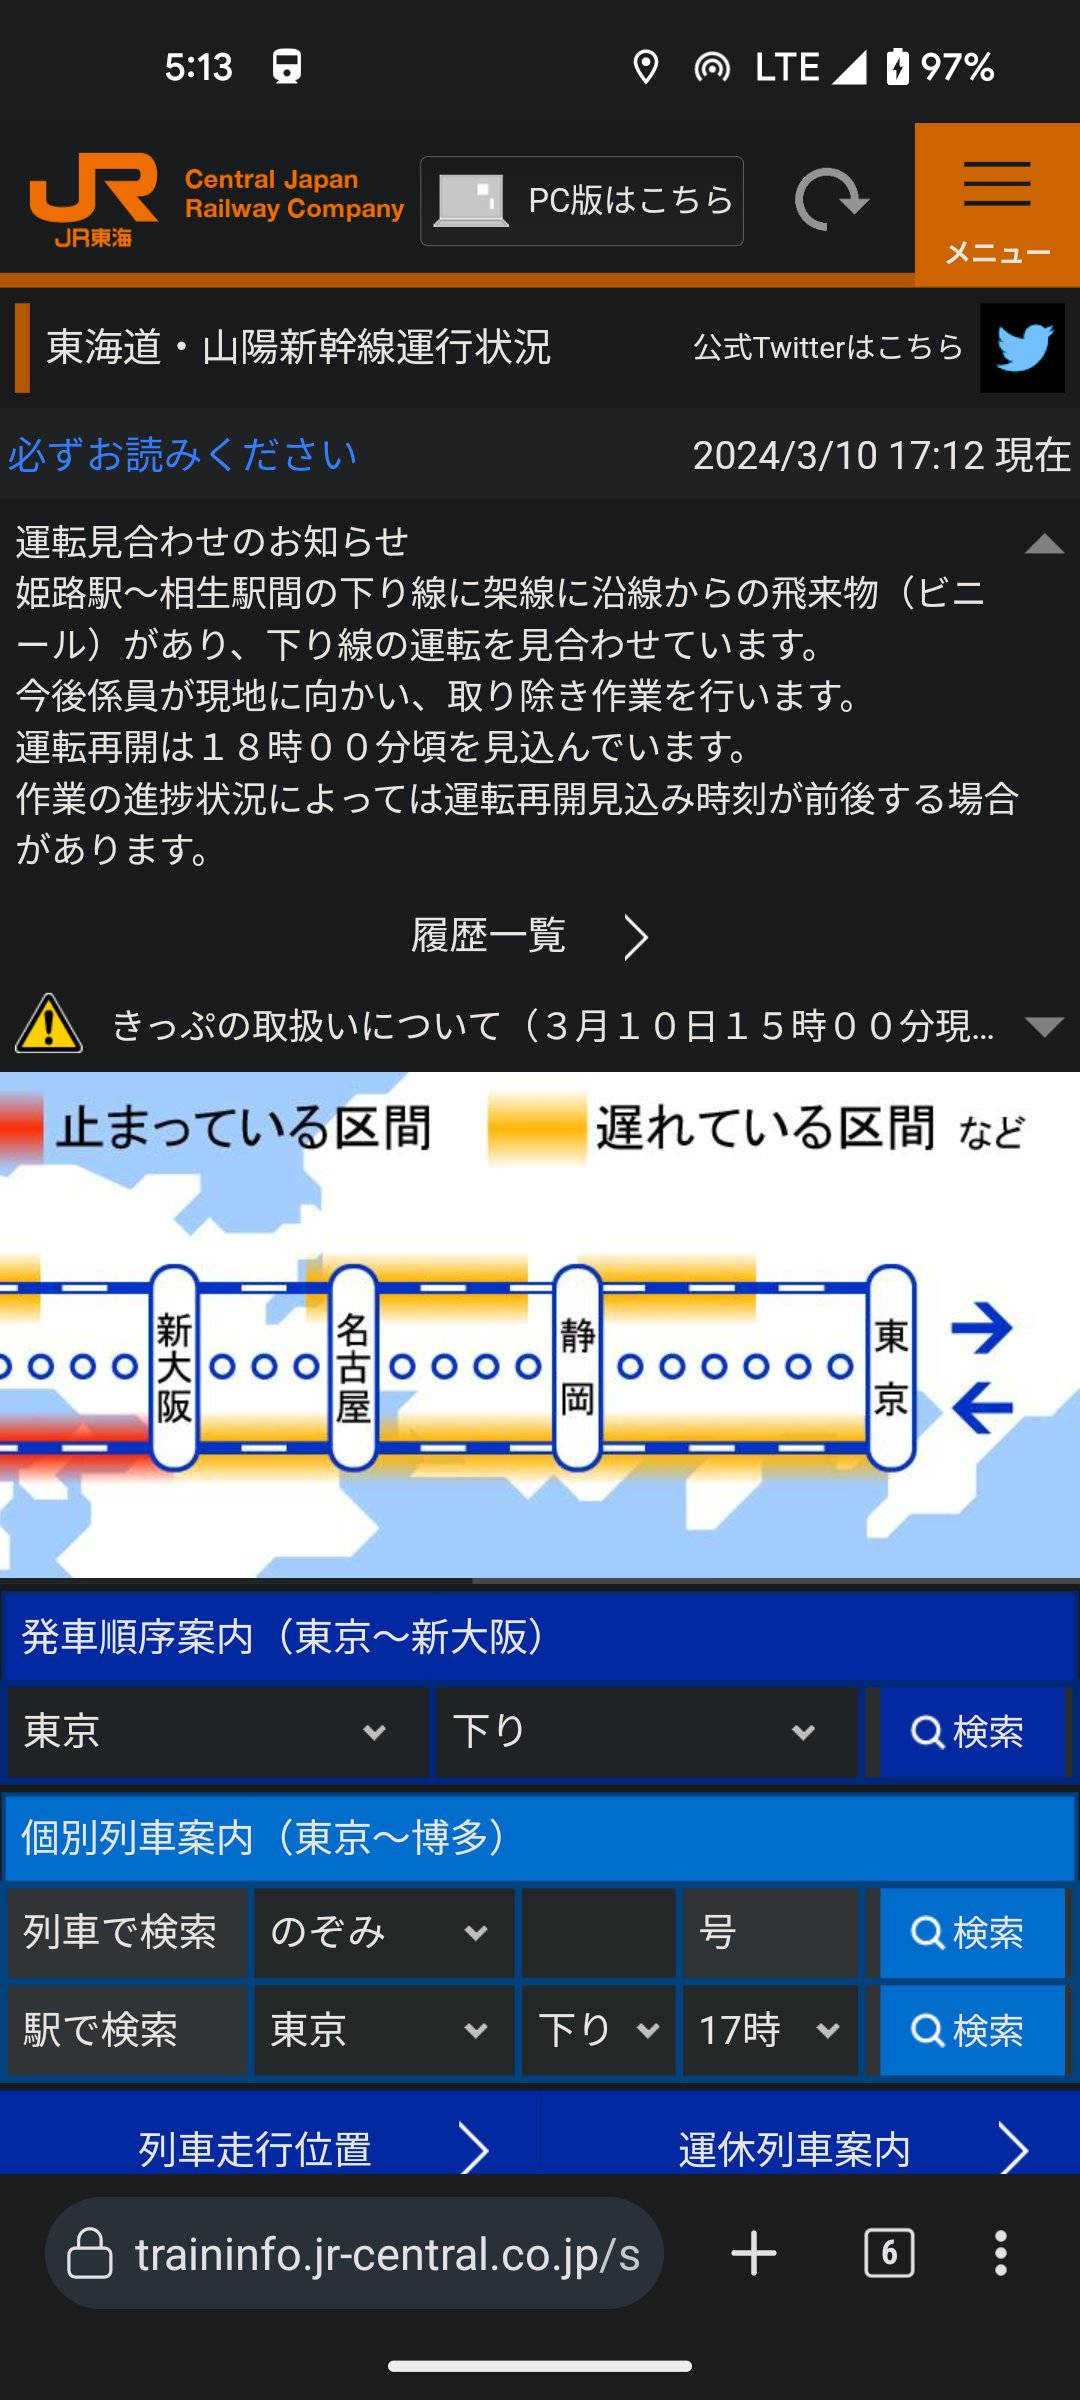 5:13 LTE 97%
JR Central Japan
Railway Company
JR東海
PC版はこちら
メニュー
東海道・山陽新幹線運行状況 公式Twitterはこちら
必ずお読みください 2024/3/10 17:12 現在
運転見合わせのお知らせ
姫路駅～相生駅間の下り線に架線に沿線からの飛来物（ビニ
ール）があり、下り線の運転を見合わせています。
今後係員が現地に向かい、取り除き作業を行います。
運転再開は１８時００分頃を見込んでいます。
作業の進捗状況によっては運転再開見込み時刻が前後する場合
があります。
履歴一覧
きっぷの取扱いについて（３月１０日１５時００分現...
止まっている区間 遅れている区間 など
新大阪 名古屋 静岡 東京
発車順序案内（東京～新大阪）
東京 下り 検索
個別列車案内（東京～博多）
列車で検索 のぞみ 号 検索
駅で検索 東京 下り 17時 検索
列車走行位置 運休列車案内
traininfo.jr-central.co.jp/s 6